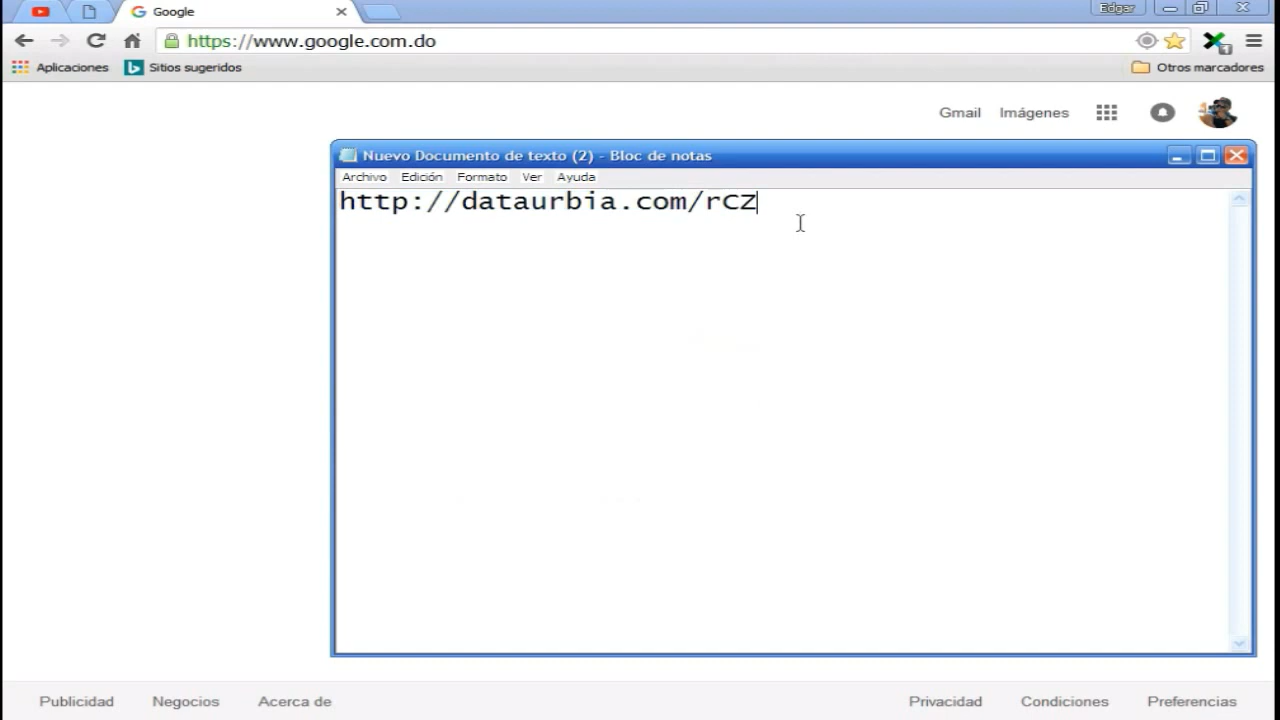 Google
Edgar
https://www.google.com.do
1
Aplicaciones
Sitios sugeridos
Otros marcadores
Gmail
Imágenes
Nuevo Documento de texto (2) - Bloc de notas
Archivo Edición Formato Ver Ayuda
http://dataurbia.com/rCZ
Publicidad Negocios Acerca de
Privacidad Condiciones Preferencias